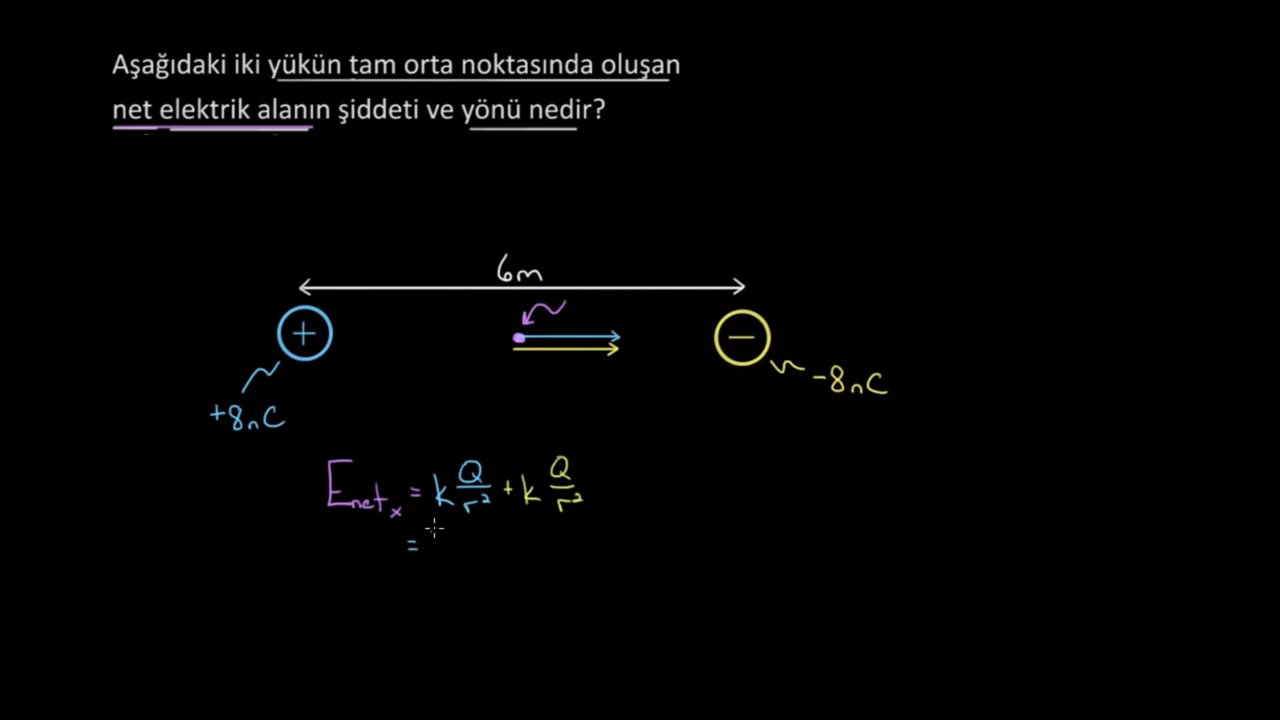 Aşağıdaki iki yükün tam orta noktasında oluşan
net elektrik alanın şiddeti ve yönü nedir?
6m
+
−
+8nC
-8nC
Enetx = k Q/r² + k Q/r²
=